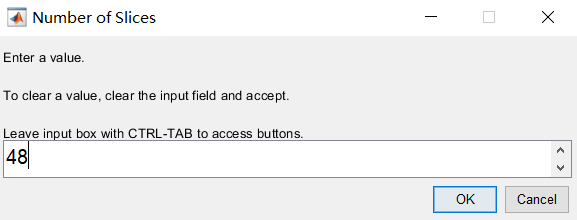 Number of Slices
Enter a value.
To clear a value, clear the input field and accept.
Leave input box with CTRL-TAB to access buttons.
48
OK
Cancel